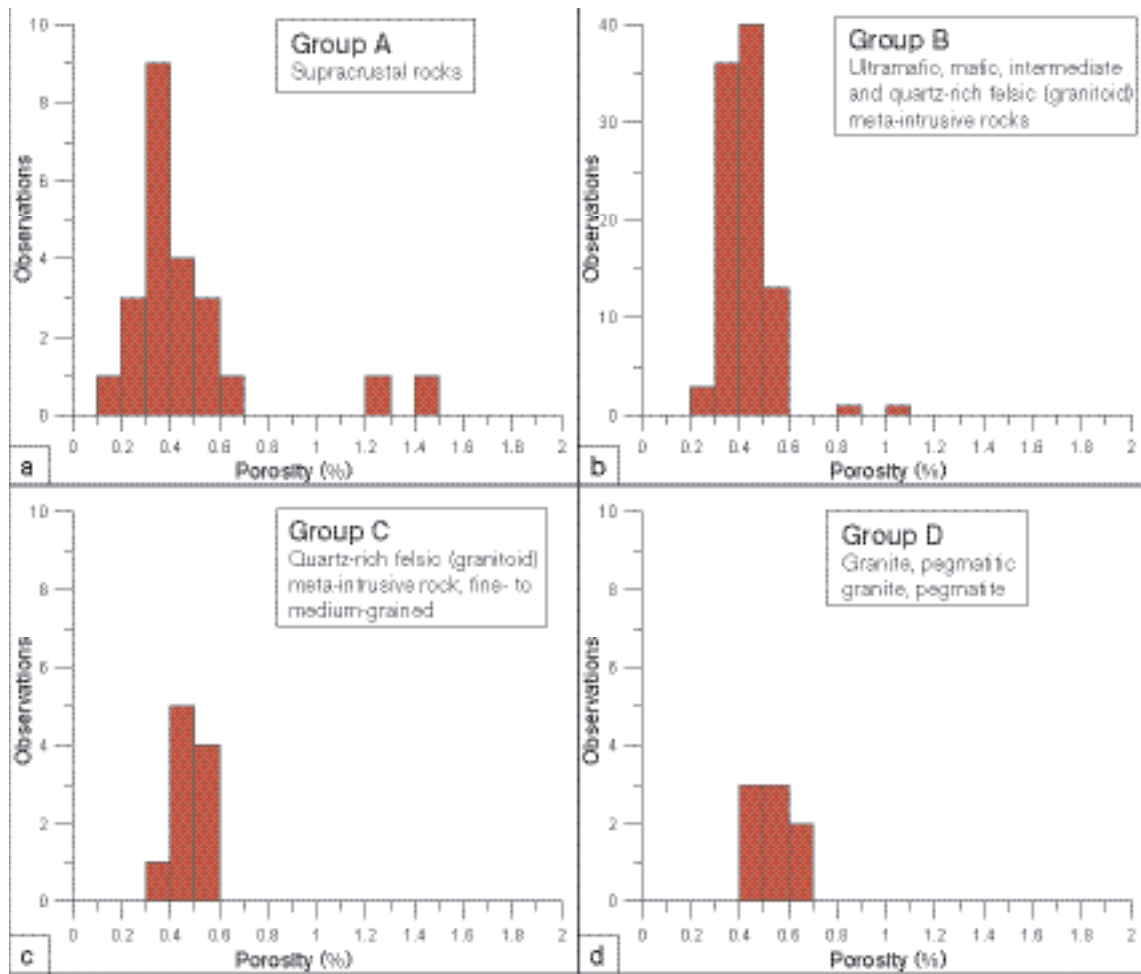 10
8
6
4
2
0
Observations
Group A
Supracrustal rocks
0 0.2 0.4 0.6 0.8 1 1.2 1.4 1.6 1.8 2
Porosity (%)
a
40
30
20
10
0
Observations
Group B
Ultramafic, mafic, intermediate
and quartz-rich felsic (granitoid)
meta-intrusive rocks
0 0.2 0.4 0.6 0.8 1 1.2 1.4 1.6 1.8 2
Porosity (%)
b
10
8
6
4
2
0
Observations
Group C
Quartz-rich felsic (granitoid)
meta-intrusive rock, fine- to
medium-grained
0 0.2 0.4 0.6 0.8 1 1.2 1.4 1.6 1.8 2
Porosity (%)
c
10
8
6
4
2
0
Observations
Group D
Granite, pegmatitic
granite, pegmatite
0 0.2 0.4 0.6 0.8 1 1.2 1.4 1.6 1.8 2
Porosity (%)
d